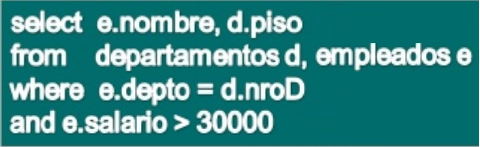 select e.nombre, d.piso
from departamentos d, empleados e
where e.depto = d.nroD
and e.salario > 30000